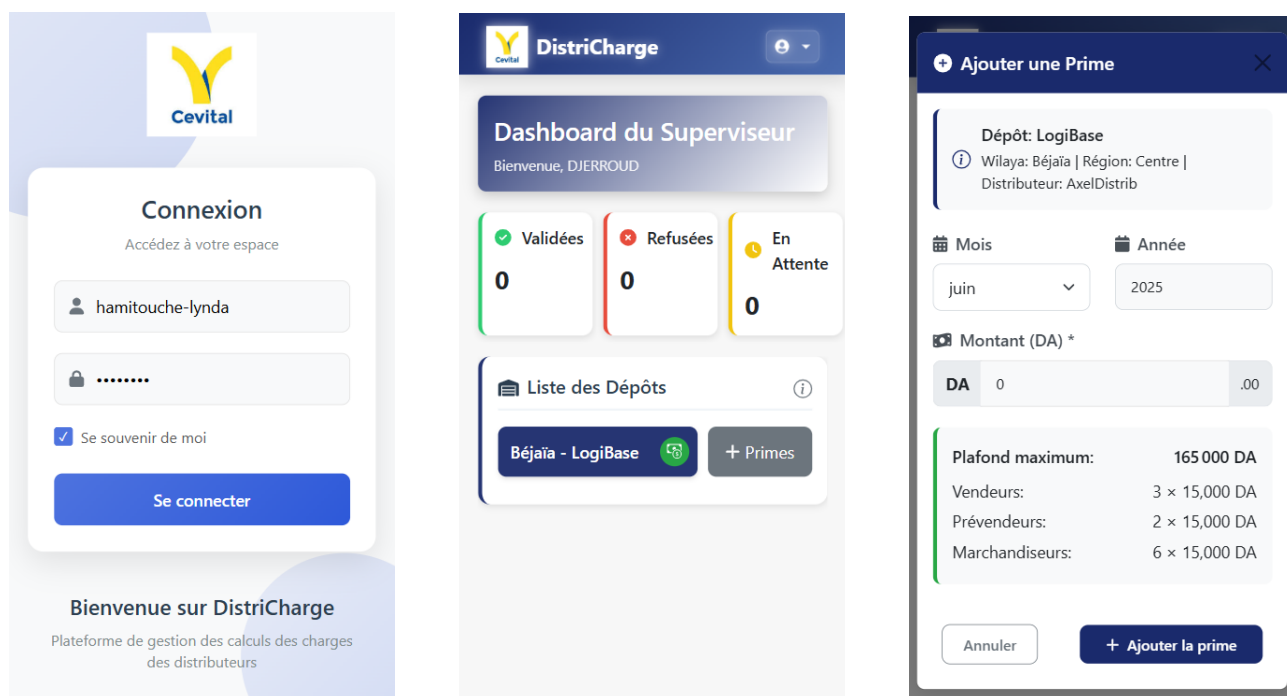 Cevital
Connexion
Accédez à votre espace
hamitouche-lynda
••••••••
Se souvenir de moi
Se connecter
Bienvenue sur DistriCharge
Plateforme de gestion des calculs des charges
des distributeurs
Cevital
DistriCharge
Dashboard du Superviseur
Bienvenue, DJERROUD
Validées
0
Refusées
0
En
Attente
0
Liste des Dépôts
Béjaïa - LogiBase
+ Primes
Ajouter une Prime
Dépôt: LogiBase
Wilaya: Béjaïa | Région: Centre |
Distributeur: AxelDistrib
Mois
Année
juin
2025
Montant (DA) *
DA 0 .00
Plafond maximum: 165 000 DA
Vendeurs: 3 × 15,000 DA
Prévendeurs: 2 × 15,000 DA
Marchandiseurs: 6 × 15,000 DA
Annuler
+ Ajouter la prime